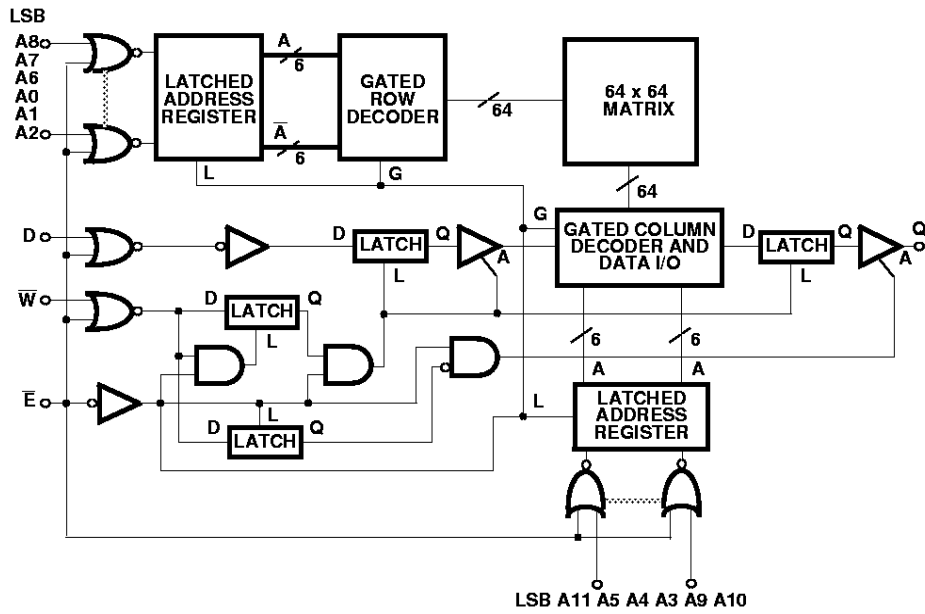 LSB
A8
A7
A6
A0
A1
A2
LATCHED
ADDRESS
REGISTER
A
6
A̅
6
L
GATED
ROW
DECODER
G
64
64 x 64
MATRIX
64
D
D
LATCH
Q
L
A
G
GATED COLUMN
DECODER AND
DATA I/O
D
LATCH
Q
L
A
Q
W̅
D
LATCH
Q
L
6
6
A
A
E̅
L
D
LATCH
Q
L
LATCHED
ADDRESS
REGISTER
LSB A11 A5 A4 A3 A9 A10